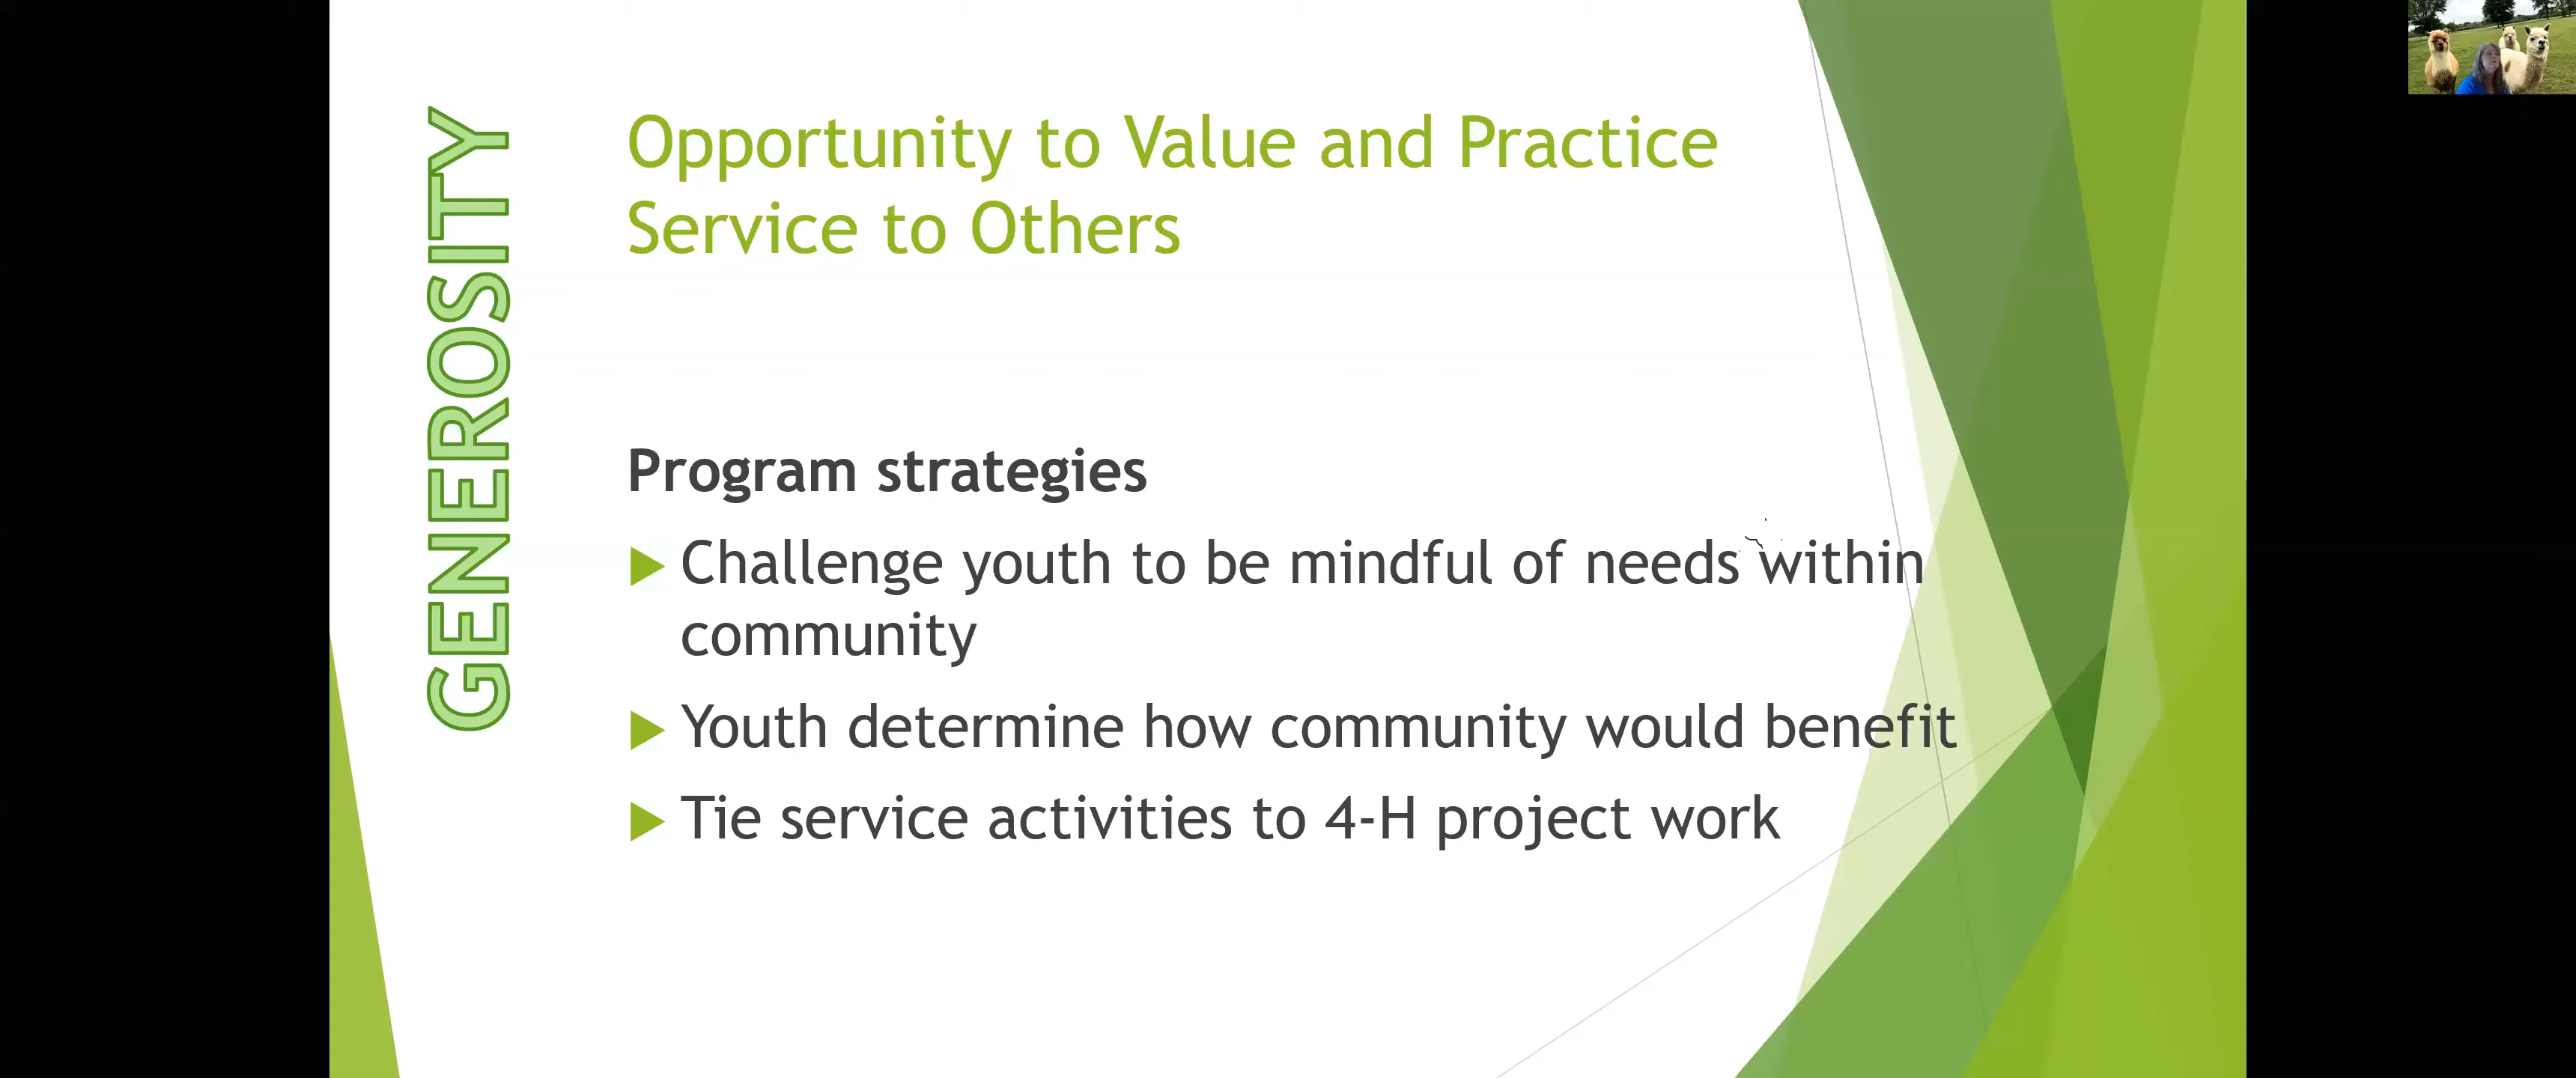 GENEROSITY
Opportunity to Value and Practice
Service to Others
Program strategies
Challenge youth to be mindful of needs within
community
Youth determine how community would benefit
Tie service activities to 4-H project work